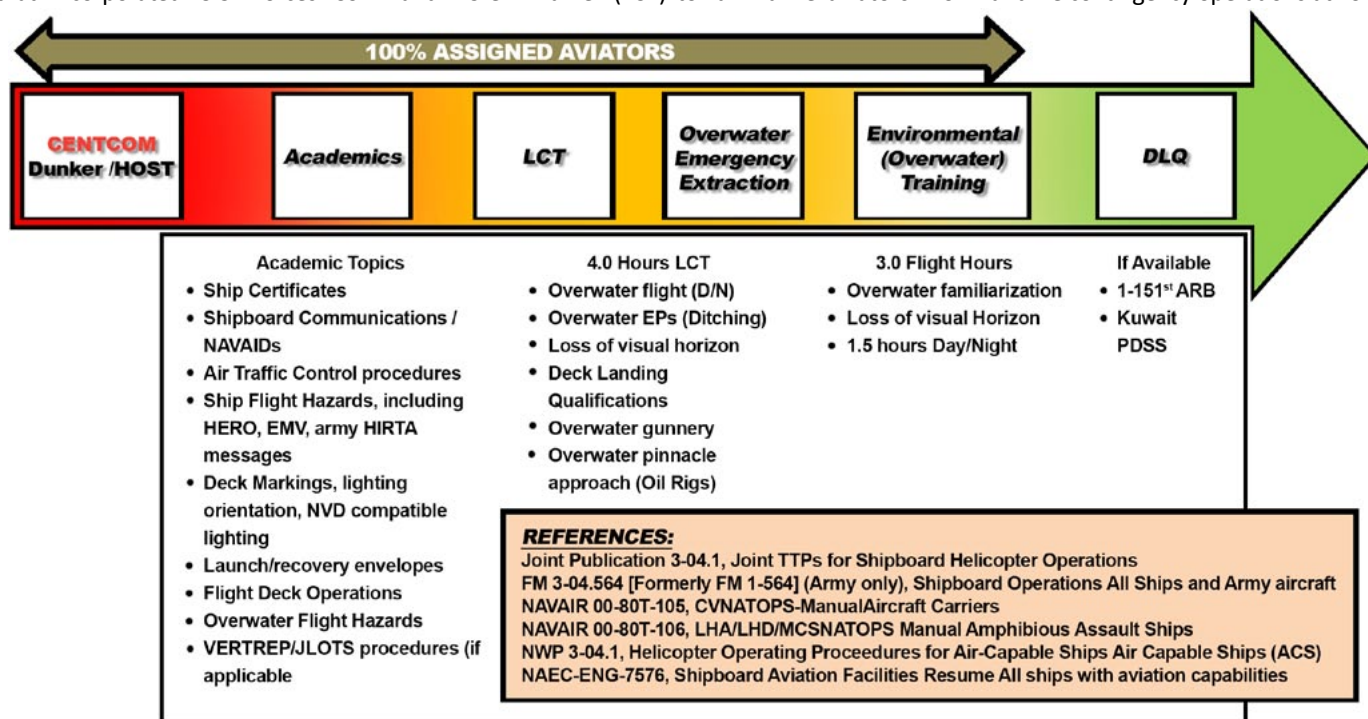 incorporated contingency operations
100% ASSIGNED AVIATORS
CENTCOM
Dunker /HOST
Academics
LCT
Overwater
Emergency
Extraction
Environmental
(Overwater)
Training
DLQ
Academic Topics
• Ship Certificates
• Shipboard Communications /
NAVAIDs
• Air Traffic Control procedures
• Ship Flight Hazards, including
HERO, EMV, army HIRTA
messages
• Deck Markings, lighting
orientation, NVD compatible
lighting
• Launch/recovery envelopes
• Flight Deck Operations
• Overwater Flight Hazards
• VERTREP/JLOTS procedures (if
applicable
4.0 Hours LCT
• Overwater flight (D/N)
• Overwater EPs (Ditching)
• Loss of visual horizon
• Deck Landing
Qualifications
• Overwater gunnery
• Overwater pinnacle
approach (Oil Rigs)
3.0 Flight Hours
• Overwater familiarization
• Loss of visual Horizon
• 1.5 hours Day/Night
If Available
• 1-151st ARB
• Kuwait
PDSS
REFERENCES:
Joint Publication 3-04.1, Joint TTPs for Shipboard Helicopter Operations
FM 3-04.564 [Formerly FM 1-564] (Army only), Shipboard Operations All Ships and Army aircraft
NAVAIR 00-80T-105, CVNATOPS-ManualAircraft Carriers
NAVAIR 00-80T-106, LHA/LHD/MCSNATOPS Manual Amphibious Assault Ships
NWP 3-04.1, Helicopter Operating Proceedures for Air-Capable Ships Air Capable Ships (ACS)
NAEC-ENG-7576, Shipboard Aviation Facilities Resume All ships with aviation capabilities